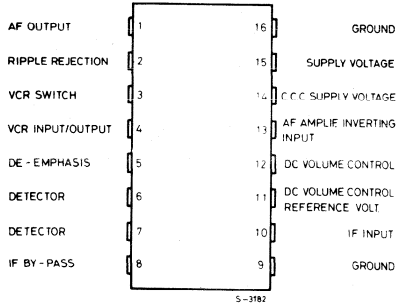 AF OUTPUT 1 16 GROUND
RIPPLE REJECTION 2 15 SUPPLY VOLTAGE
VCR SWITCH 3 14 C.C.C. SUPPLY VOLTAGE
VCR INPUT/OUTPUT 4 13 AF AMPLIF INVERTING
INPUT
DE-EMPHASIS 5 12 DC VOLUME CONTROL
DETECTOR 6 11 DC VOLUME CONTROL
REFERENCE VOLT.
DETECTOR 7 10 IF INPUT
IF BY-PASS 8 9 GROUND
S-3182